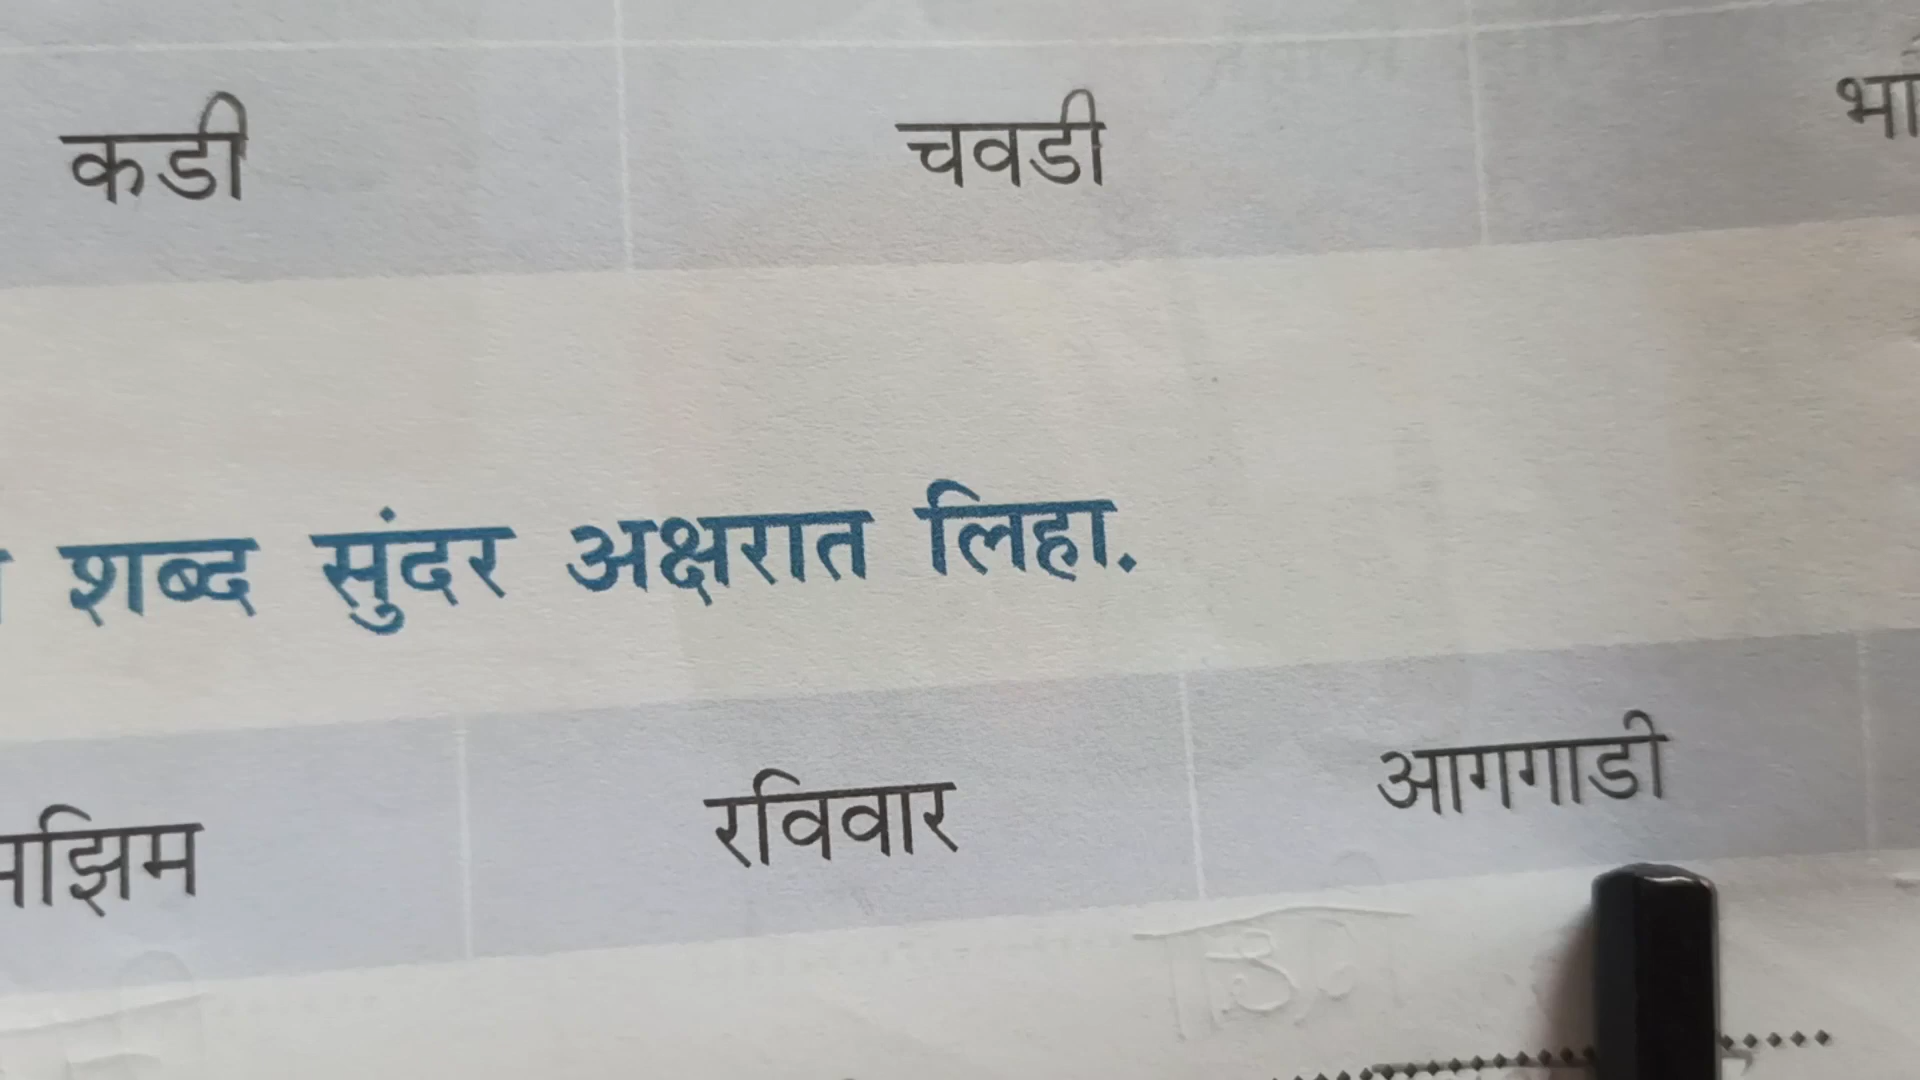 कडी चवडी
शब्द सुंदर अक्षरात लिहा.
रविवार आगगाडी